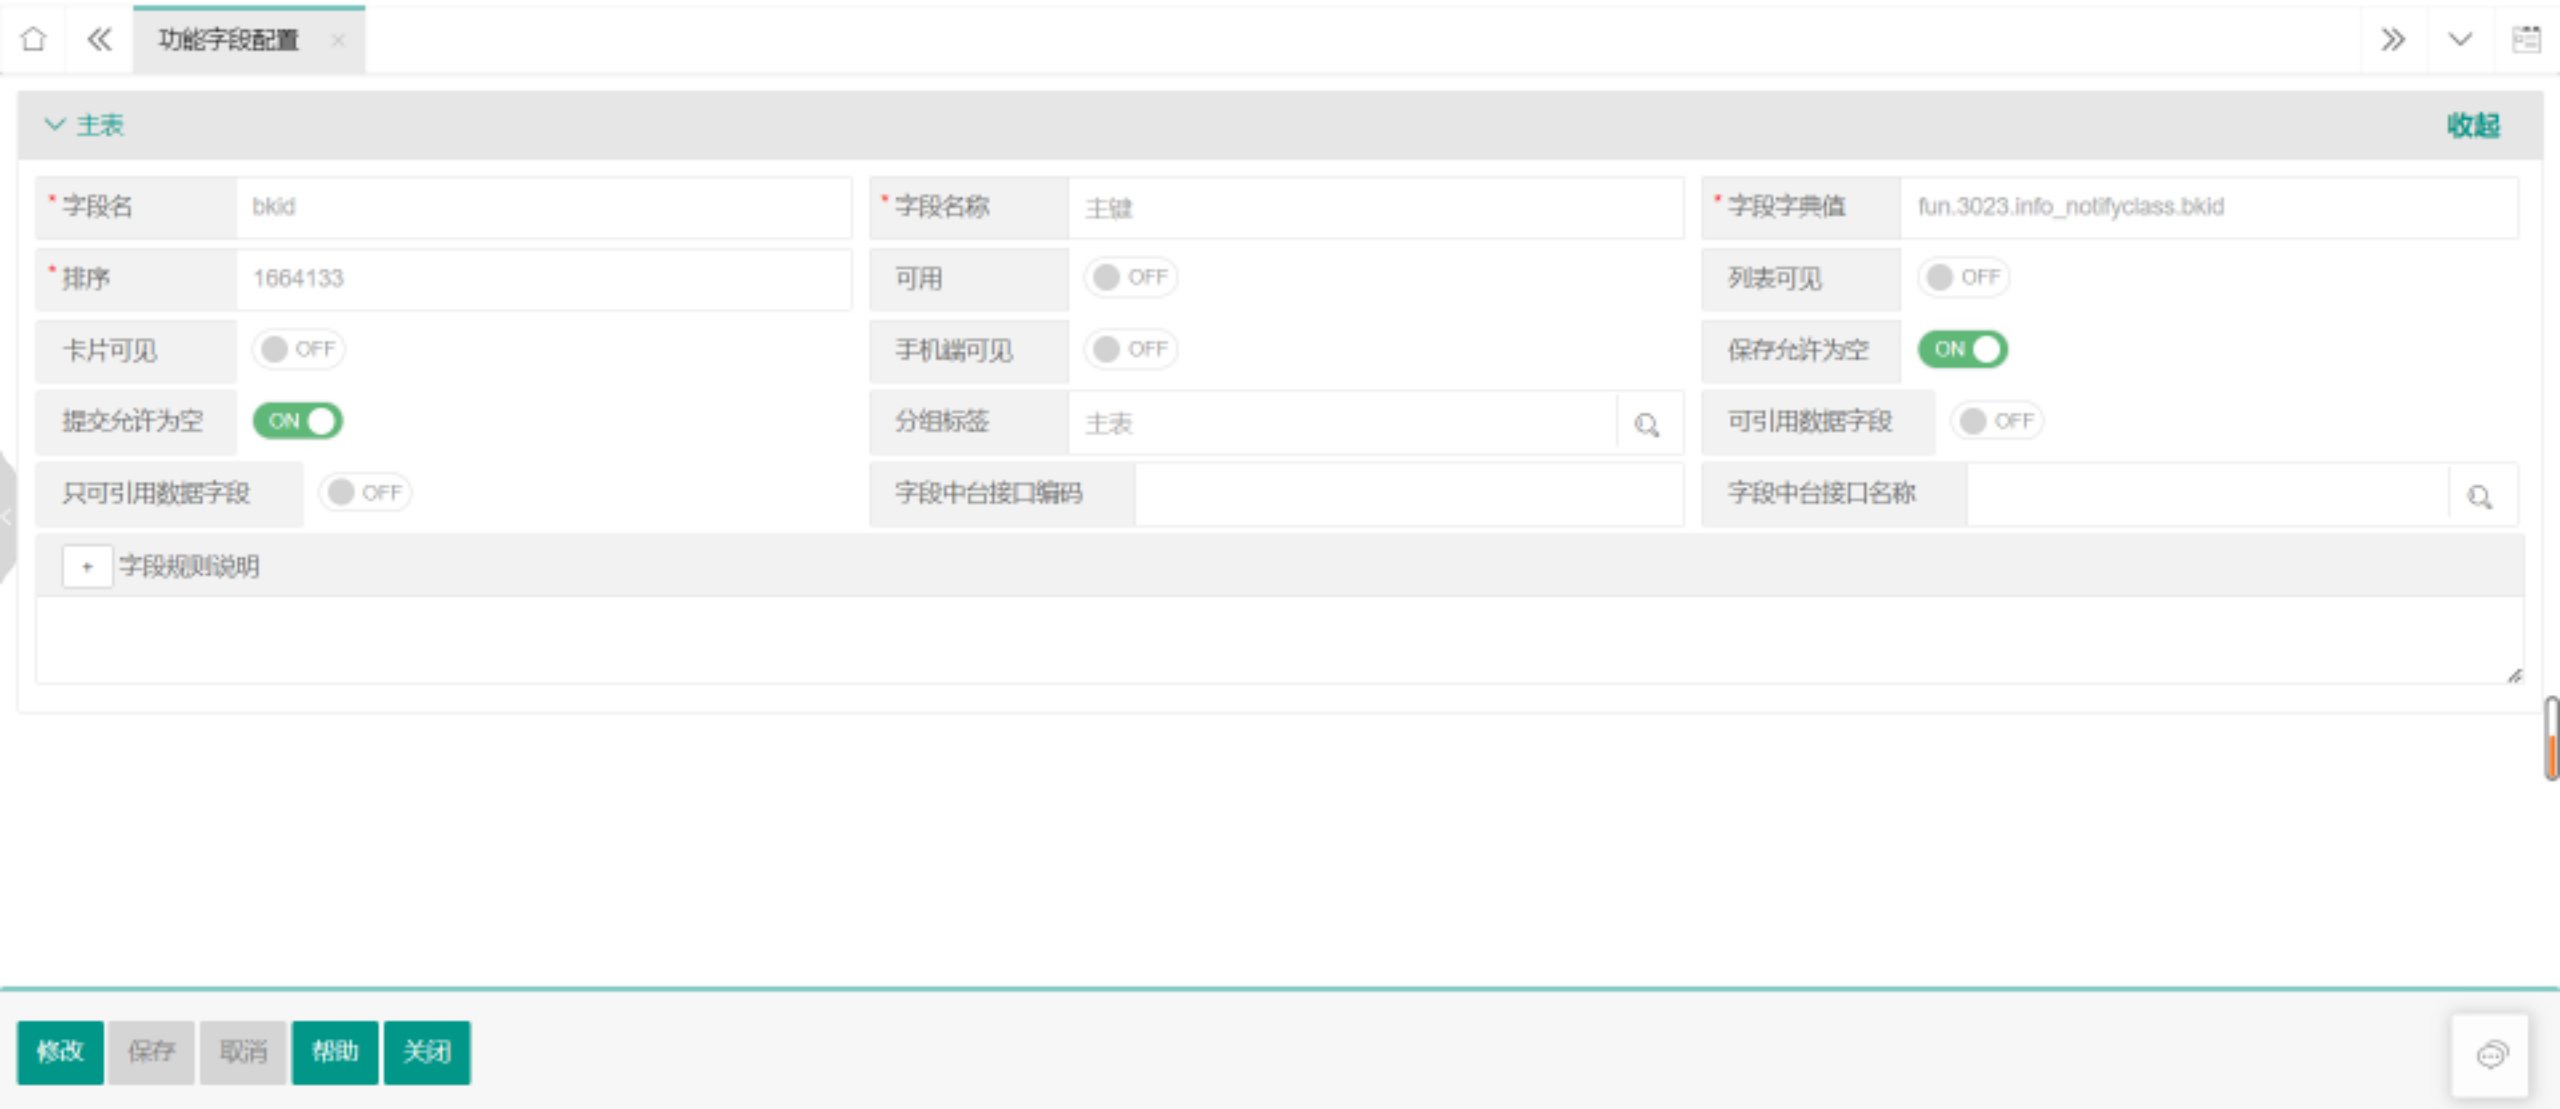 功能字段配置
主表 收起
* 字段名 bkid * 字段名称 主键 * 字段字典值 fun.3023.info_notifyclass.bkid
* 排序 1664133 可用 OFF 列表可见 OFF
卡片可见 OFF 手机端可见 OFF 保存允许为空 ON
提交允许为空 ON 分组标签 主表 可引用数据字段 OFF
只可引用数据字段 OFF 字段中台接口编码 字段中台接口名称
+ 字段规则说明
修改 保存 取消 帮助 关闭